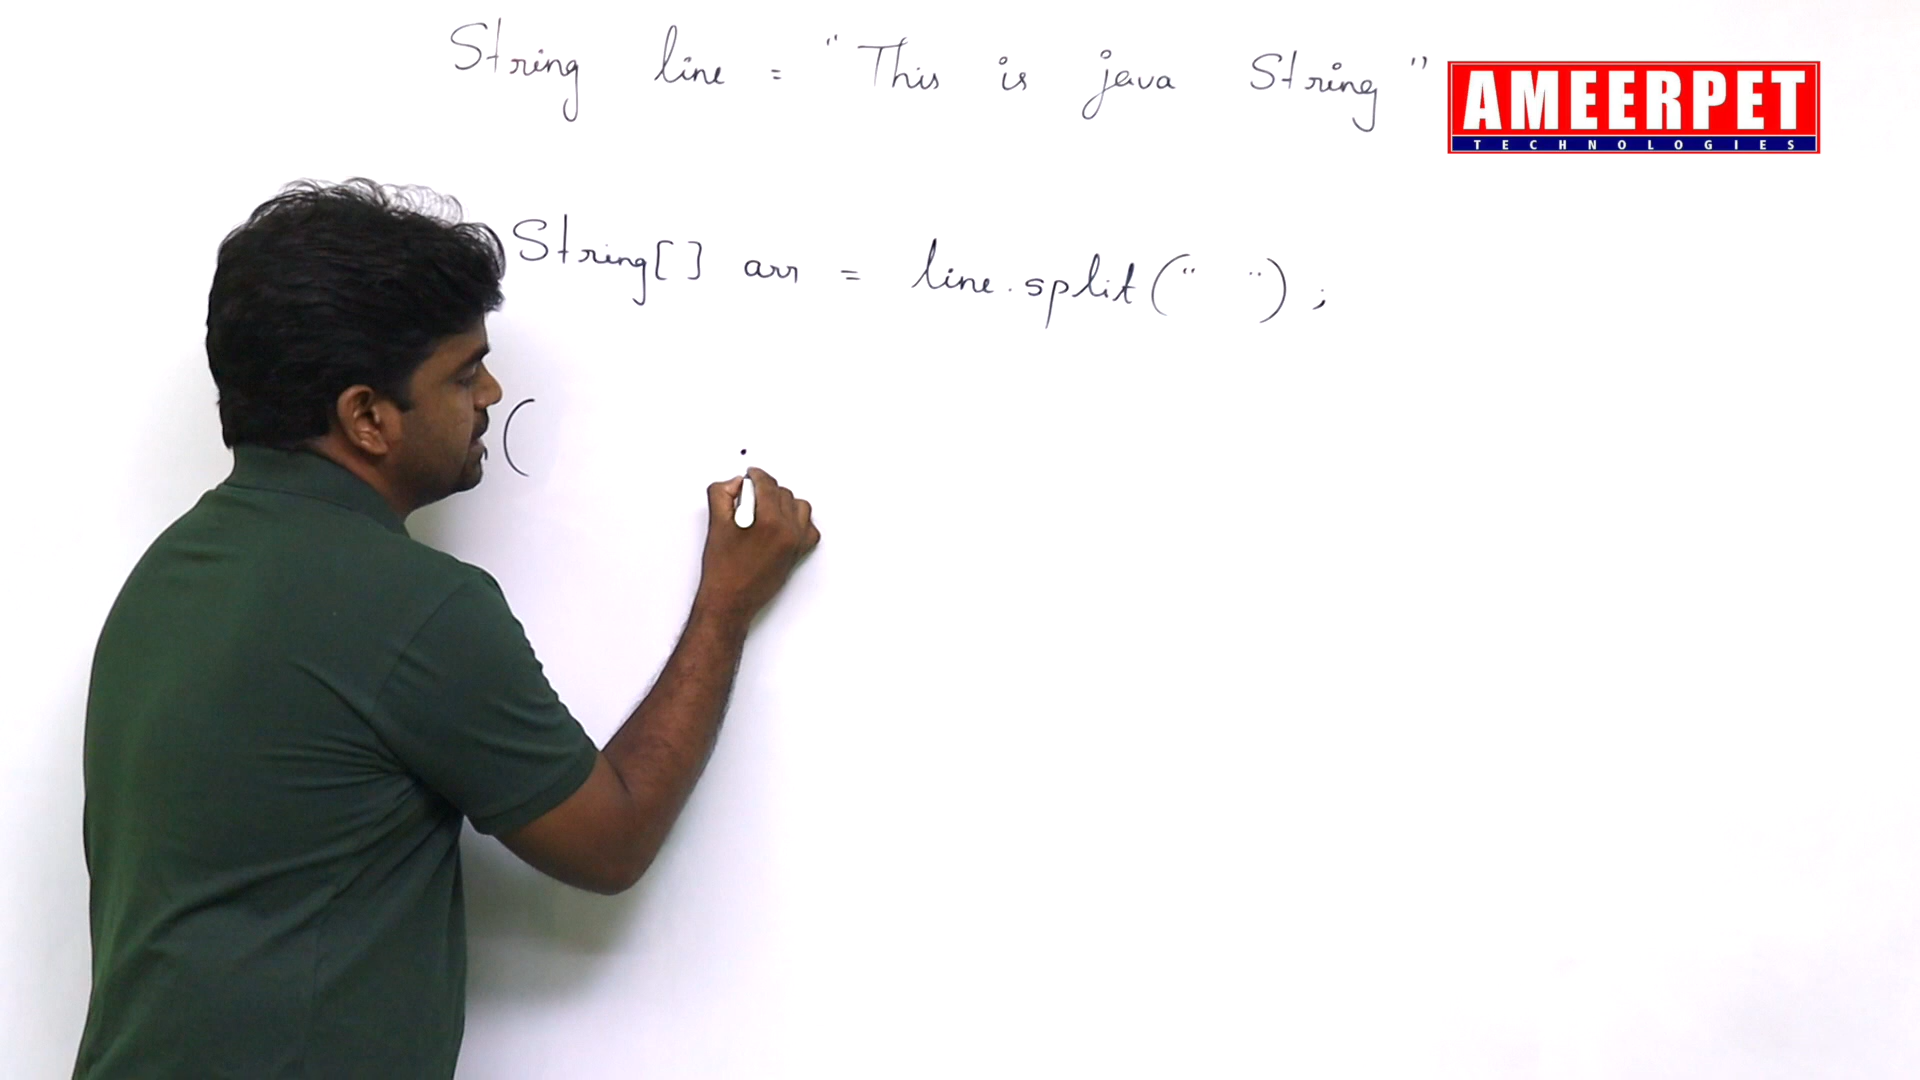 String line = "This is java String"
AMEERPET
TECHNOLOGIES
String[] arr = line.split(" ");
(